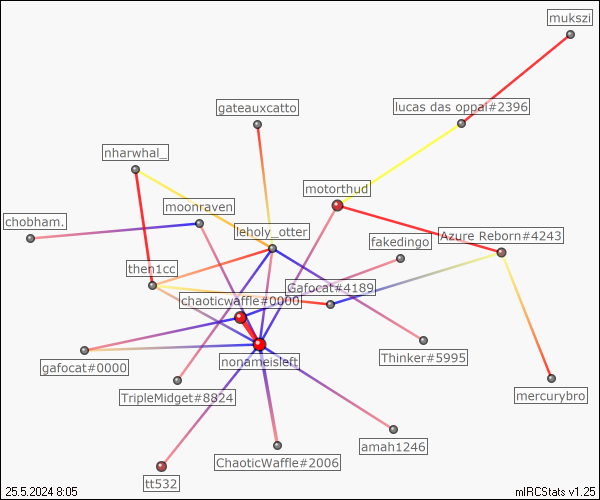 mukszi
gateauxcatto
lucas das oppai#2396
nharwhal_
motorthud
moonraven
chobham.
leholy_otter
Azure Reborn#4243
fakedingo
then1cc
Gafocat#4189
chaoticwaffle#0000
gafocat#0000
nonameisleft
Thinker#5995
TripleMidget#8824
mercurybro
amah1246
ChaoticWaffle#2006
tt532
25.5.2024 8:05
mIRCStats v1.25